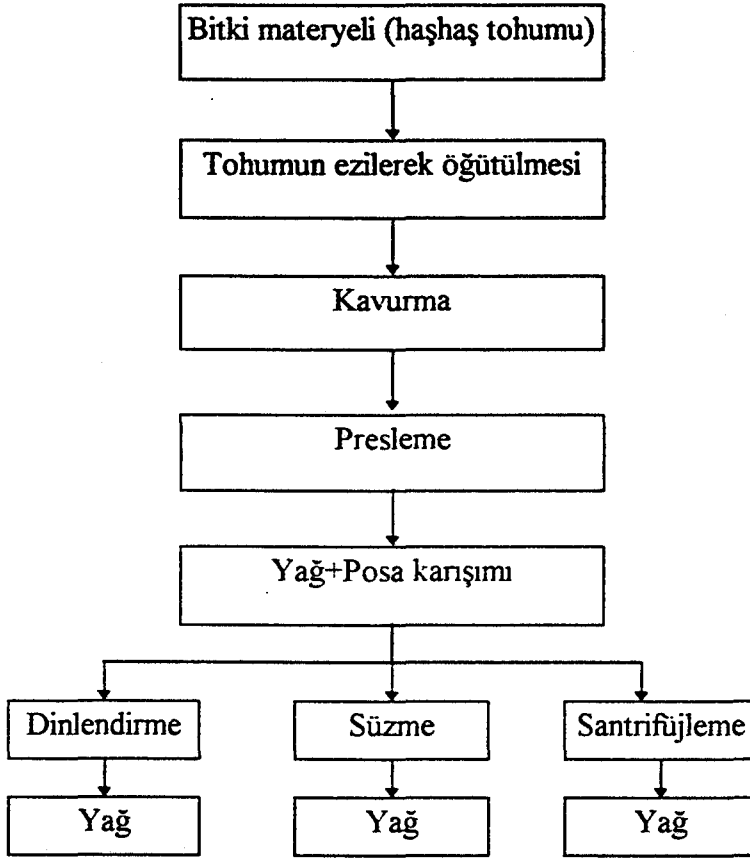 Bitki materyeli (haşhaş tohumu)
Tohumun ezilerek öğütülmesi
Kavurma
Presleme
Yağ+Posa karışımı
Dinlendirme
Süzme
Santrifüjleme
Yağ
Yağ
Yağ